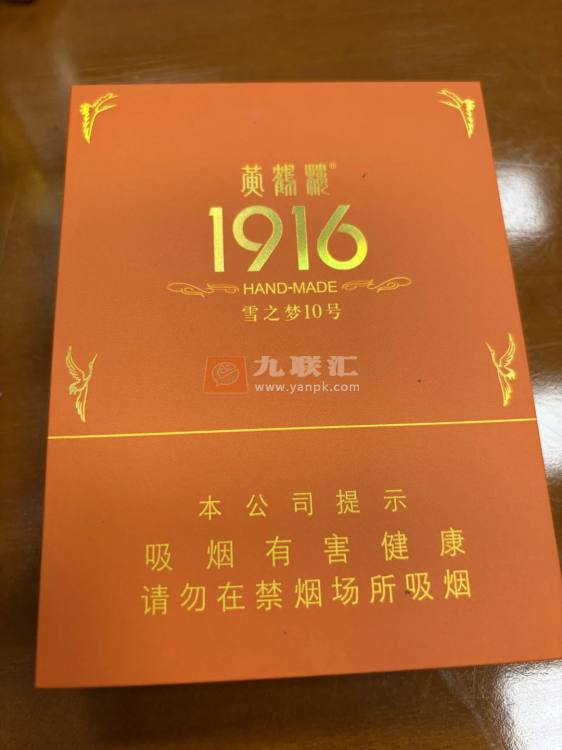 黄鹤楼®
1916
HAND-MADE
雪之梦10号
九联汇
www.yanpk.com
本公司提示
吸烟有害健康
请勿在禁烟场所吸烟